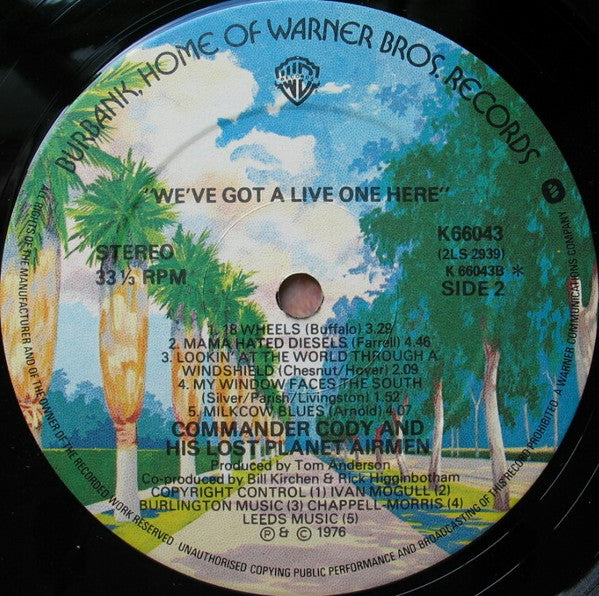 BURBANK, HOME OF WARNER BROS. RECORDS
"WE'VE GOT A LIVE ONE HERE"
STEREO
33⅓ RPM
K66043
(2LS-2939)
K 66043B *
SIDE 2
1. 18 WHEELS (Buffalo) 3.29
2. MAMA HATED DIESELS (Farrell) 4.46
3. LOOKIN' AT THE WORLD THROUGH A
WINDSHIELD (Chesnut/Hover) 2.09
4. MY WINDOW FACES THE SOUTH
(Silver/Parish/Livingston) 1.52
5. MILKCOW BLUES (Arnold) 4.07
COMMANDER CODY AND
HIS LOST PLANET AIRMEN
Produced by Tom Anderson
Co-produced by Bill Kirchen & Rick Higginbotham
COPYRIGHT CONTROL (1) IVAN MOGULL (2)
BURLINGTON MUSIC (3) CHAPPELL-MORRIS (4)
LEEDS MUSIC (5)
Ⓟ & © 1976
ALL RIGHTS OF THE MANUFACTURER AND OF THE OWNER OF THE RECORDED WORK RESERVED UNAUTHORISED COPYING PUBLIC PERFORMANCE AND BROADCASTING OF THIS RECORD PROHIBITED. A WARNER COMMUNICATIONS COMPANY